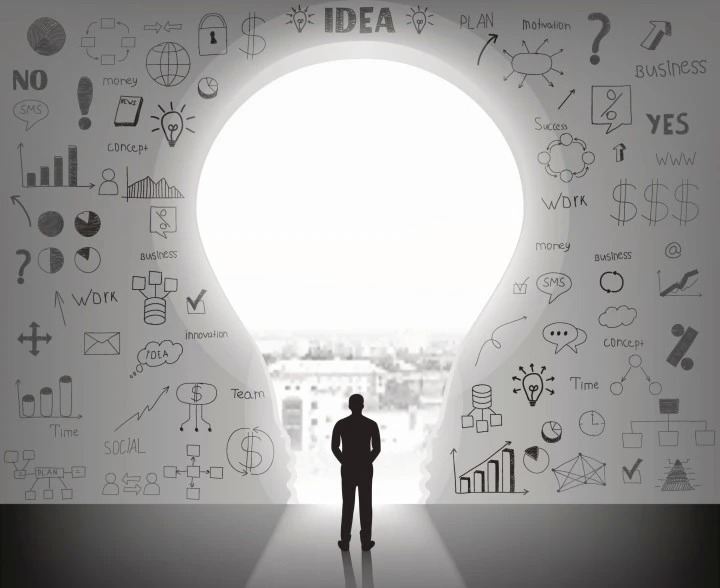 IDEA
PLAN
Motivation
?
BUSINESS
NO
money
SMS
!
NEWS
$
%
Success
YES
concept
www
WORK
$ $ $
%
?
BUSINESS
money
BUSINESS
@
WORK
SMS
innovation
IDEA
concept
%
$
Team
Time
Time
SOCIAL
$
PLAN